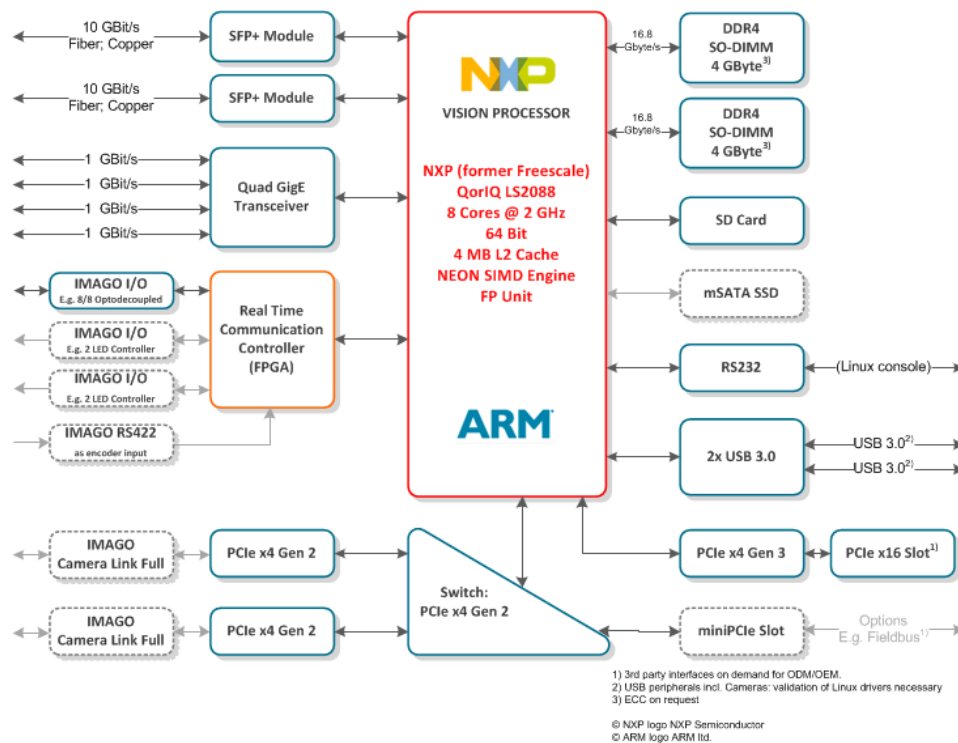 10 GBit/s
Fiber; Copper
SFP+ Module
10 GBit/s
Fiber; Copper
SFP+ Module
1 GBit/s
1 GBit/s
1 GBit/s
1 GBit/s
Quad GigE
Transceiver
IMAGO I/O
E.g. 8/8 Optodecoupled
IMAGO I/O
E.g. 2 LED Controller
IMAGO I/O
E.g. 2 LED Controller
IMAGO RS422
as encoder input
Real Time
Communication
Controller
(FPGA)
IMAGO
Camera Link Full
PCIe x4 Gen 2
IMAGO
Camera Link Full
PCIe x4 Gen 2
NXP
VISION PROCESSOR
NXP (former Freescale)
QorIQ LS2088
8 Cores @ 2 GHz
64 Bit
4 MB L2 Cache
NEON SIMD Engine
FP Unit
ARM
Switch:
PCIe x4 Gen 2
16.8
Gbyte/s
DDR4
SO-DIMM
4 GByte3)
16.8
Gbyte/s
DDR4
SO-DIMM
4 GByte3)
SD Card
mSATA SSD
RS232
(Linux console)
2x USB 3.0
USB 3.02)
USB 3.02)
PCIe x4 Gen 3
PCIe x16 Slot1)
miniPCIe Slot
Options
E.g. Fieldbus1)
1) 3rd party interfaces on demand for ODM/OEM.
2) USB peripherals incl. Cameras: validation of Linux drivers necessary
3) ECC on request
© NXP logo NXP Semiconductor
© ARM logo ARM ltd.